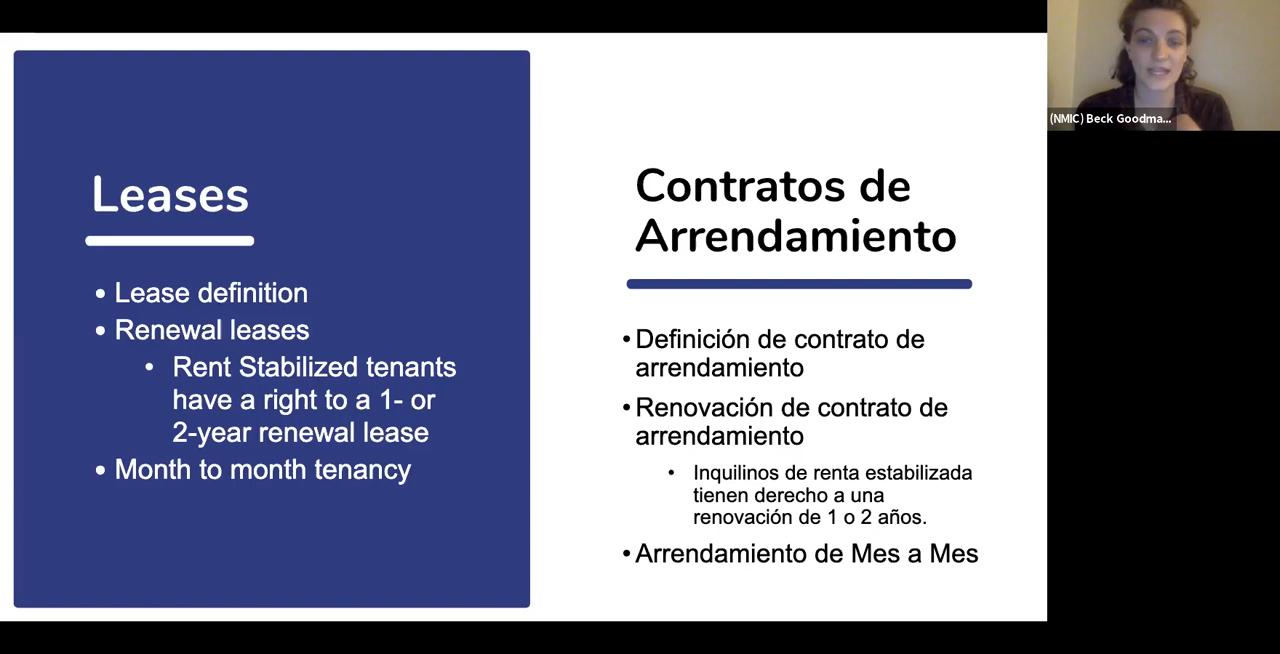 Leases
• Lease definition
• Renewal leases
• Rent Stabilized tenants
have a right to a 1- or
2-year renewal lease
• Month to month tenancy
Contratos de
Arrendamiento
• Definición de contrato de
arrendamiento
• Renovación de contrato de
arrendamiento
• Inquilinos de renta estabilizada
tienen derecho a una
renovación de 1 o 2 años.
• Arrendamiento de Mes a Mes
(NMIC) Beck Goodma...